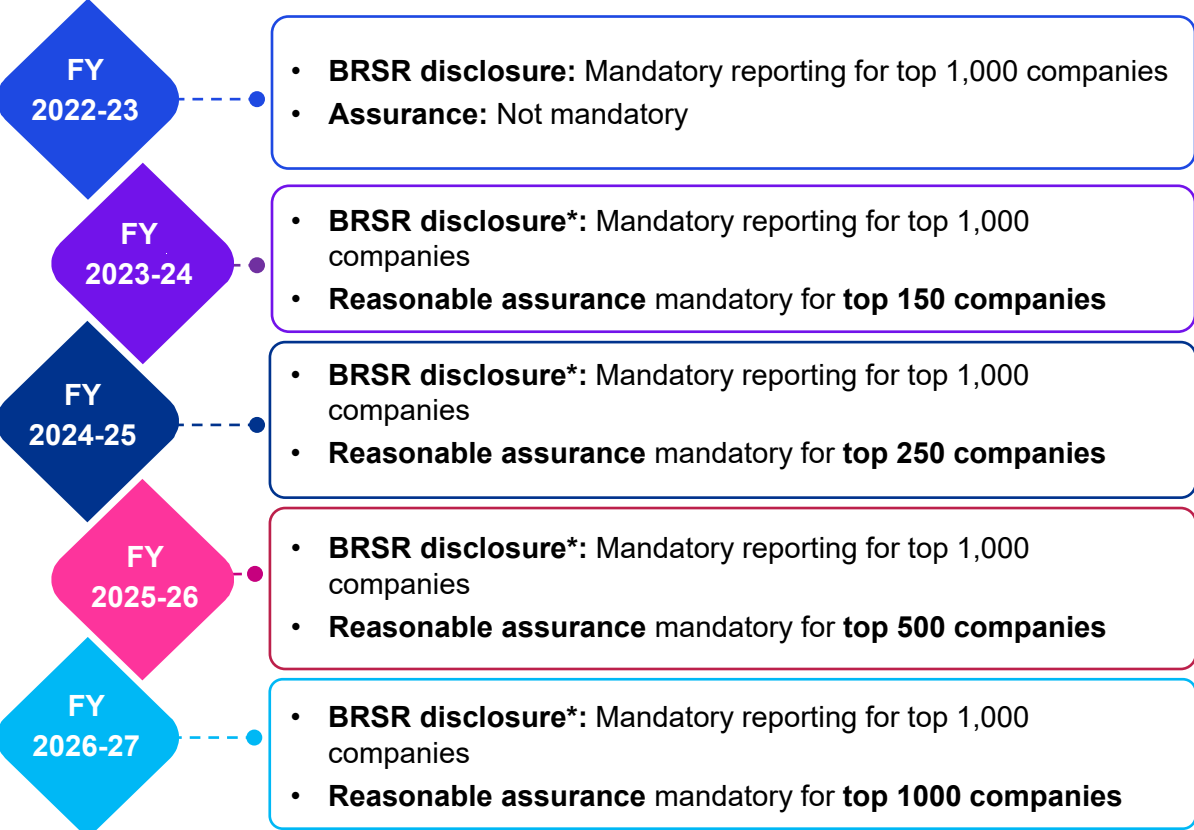 FY
2022-23
• BRSR disclosure: Mandatory reporting for top 1,000 companies
• Assurance: Not mandatory
FY
2023-24
• BRSR disclosure*: Mandatory reporting for top 1,000
companies
• Reasonable assurance mandatory for top 150 companies
FY
2024-25
• BRSR disclosure*: Mandatory reporting for top 1,000
companies
• Reasonable assurance mandatory for top 250 companies
FY
2025-26
• BRSR disclosure*: Mandatory reporting for top 1,000
companies
• Reasonable assurance mandatory for top 500 companies
FY
2026-27
• BRSR disclosure*: Mandatory reporting for top 1,000
companies
• Reasonable assurance mandatory for top 1000 companies